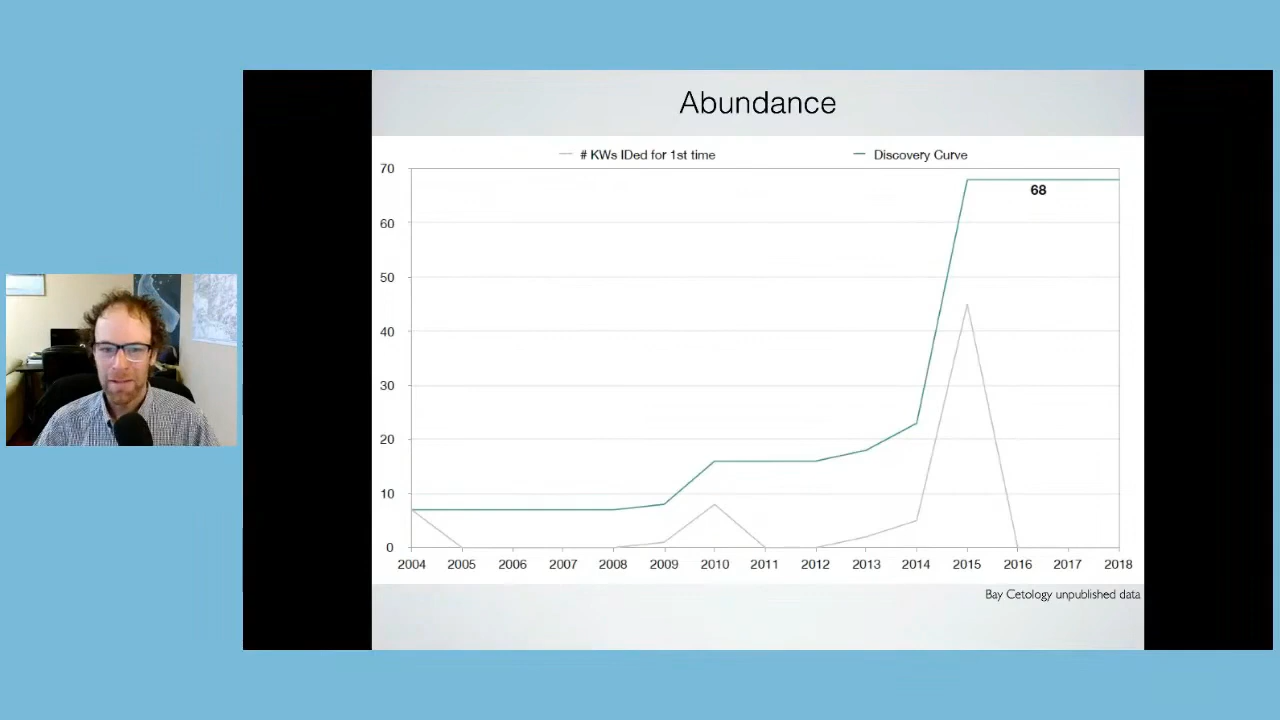 Abundance
# KWs IDed for 1st time
Discovery Curve
70
60
50
40
30
20
10
0
68
2004 2005 2006 2007 2008 2009 2010 2011 2012 2013 2014 2015 2016 2017 2018
Bay Cetology unpublished data